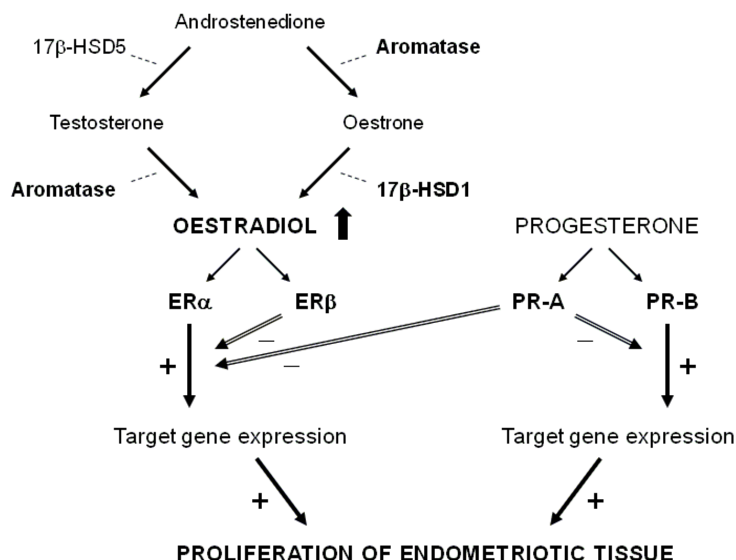 Androstenedione
17β-HSD5
Aromatase
Testosterone
Oestrone
Aromatase
17β-HSD1
OESTRADIOL
PROGESTERONE
ERα
ERβ
PR-A
PR-B
–
–
–
+
+
Target gene expression
Target gene expression
+
+
PROLIFERATION OF ENDOMETRIOTIC TISSUE